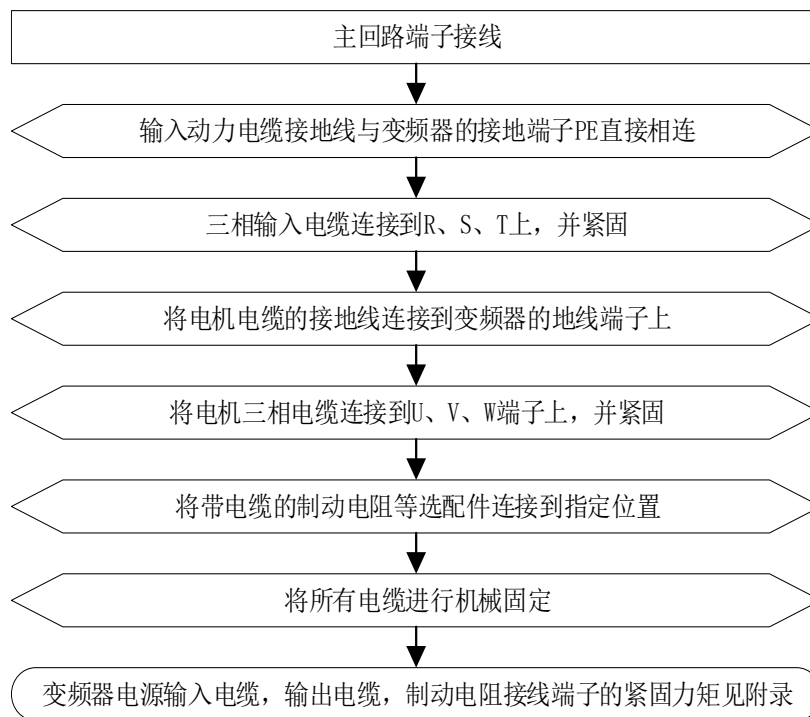 主回路端子接线
输入动力电缆接地线与变频器的接地端子PE直接相连
三相输入电缆连接到R、S、T上，并紧固
将电机电缆的接地线连接到变频器的地线端子上
将电机三相电缆连接到U、V、W端子上，并紧固
将带电缆的制动电阻等选配件连接到指定位置
将所有电缆进行机械固定
变频器电源输入电缆，输出电缆，制动电阻接线端子的紧固力矩见附录